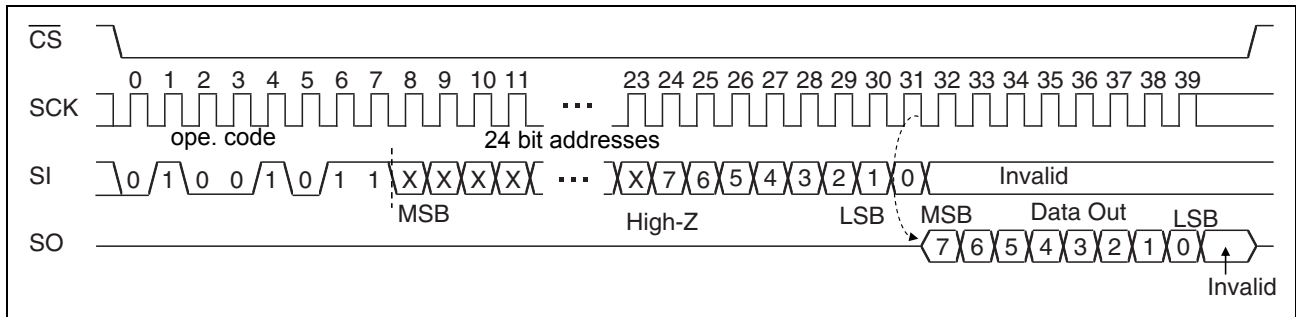 CS
0 1 2 3 4 5 6 7 8 9 10 11 23 24 25 26 27 28 29 30 31 32 33 34 35 36 37 38 39
SCK ...
ope. code 24 bit addresses
SI 0 1 0 0 1 0 1 1 X X X X ... X 7 6 5 4 3 2 1 0 Invalid
MSB High-Z LSB MSB Data Out LSB
SO 7 6 5 4 3 2 1 0
Invalid